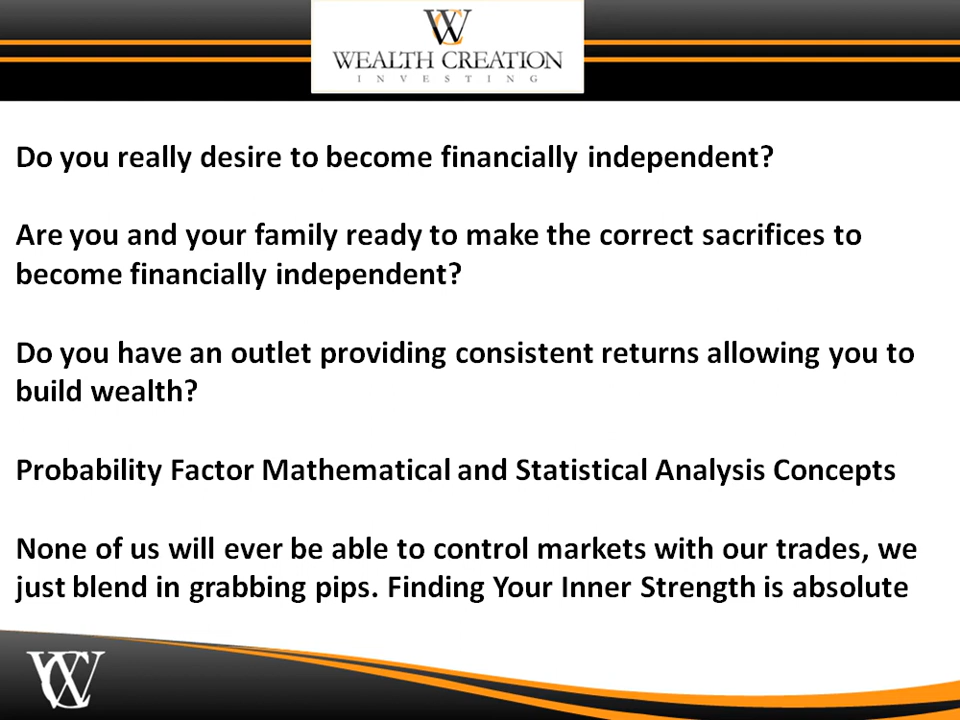 WC
WEALTH CREATION
INVESTING
Do you really desire to become financially independent?
Are you and your family ready to make the correct sacrifices to
become financially independent?
Do you have an outlet providing consistent returns allowing you to
build wealth?
Probability Factor Mathematical and Statistical Analysis Concepts
None of us will ever be able to control markets with our trades, we
just blend in grabbing pips. Finding Your Inner Strength is absolute
WC